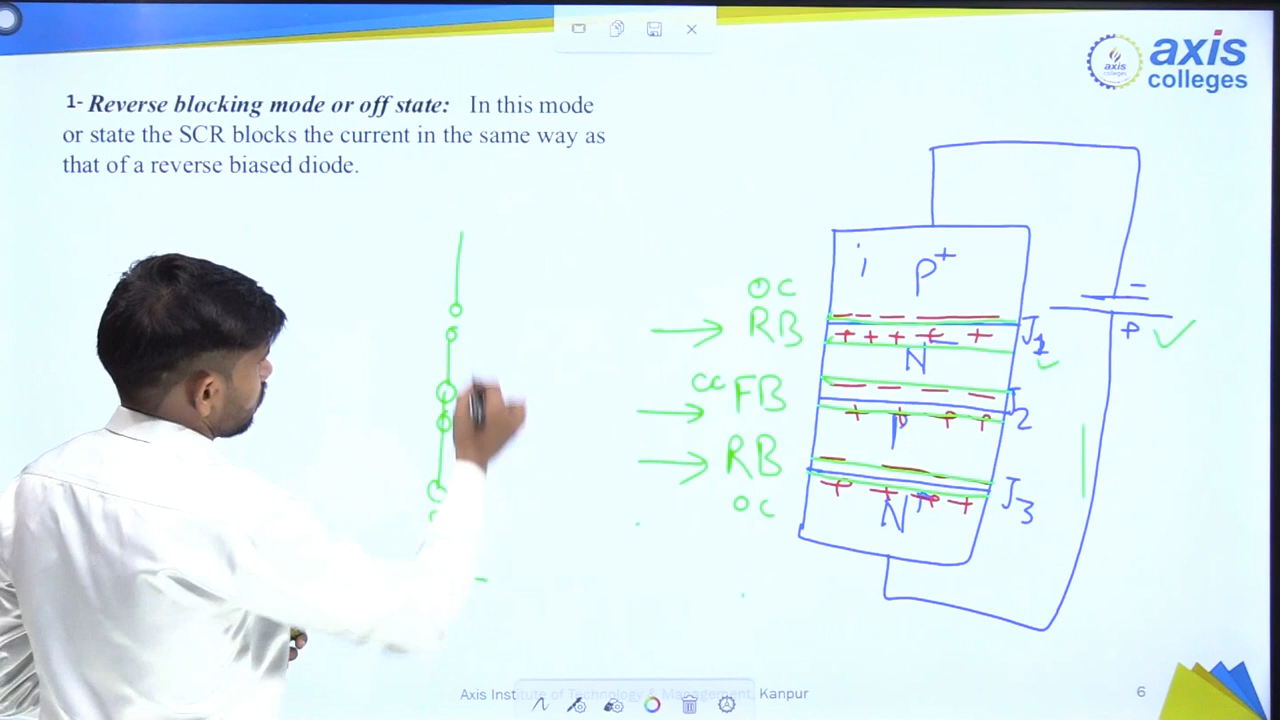 axis
axis
colleges
colleges
1- Reverse blocking mode or off state: In this mode
or state the SCR blocks the current in the same way as
that of a reverse biased diode.
i P+
OC
RB
J1
N
CC FB
J2
P
RB
J3
OC
N+
- 
+
Axis Institute of Technology & Management, Kanpur
6